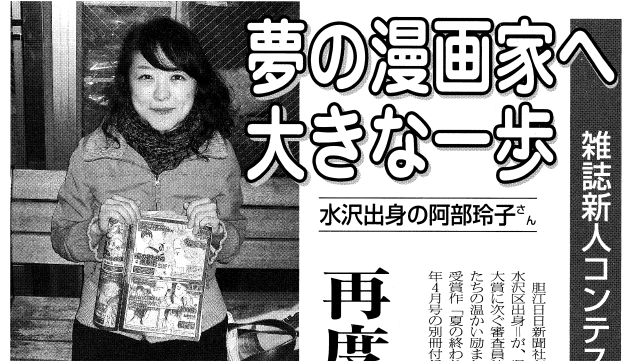 夢の漫画家へ
大きな一歩
雑誌新人コンテス
水沢出身の阿部玲子さん
再度
胆江日日新聞社
水沢区出身＝が、
大賞に次ぐ審査員
たちの温かい励ま
受賞作「夏の終わ
年4月号の別冊付